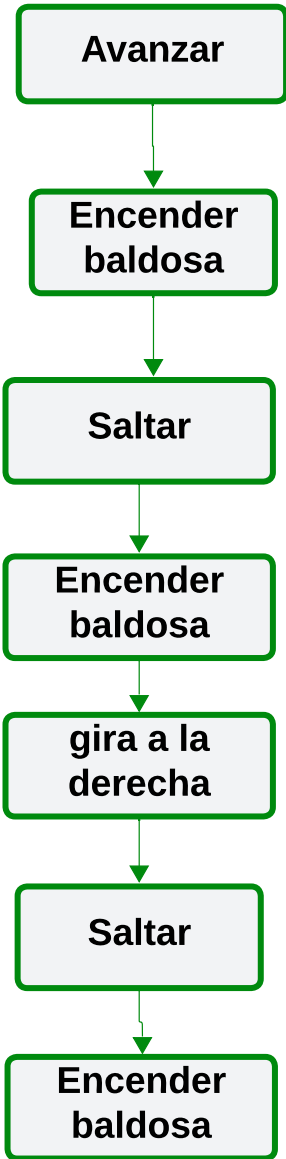 Avanzar
Encender
baldosa
Saltar
Encender
baldosa
gira a la
derecha
Saltar
Encender
baldosa